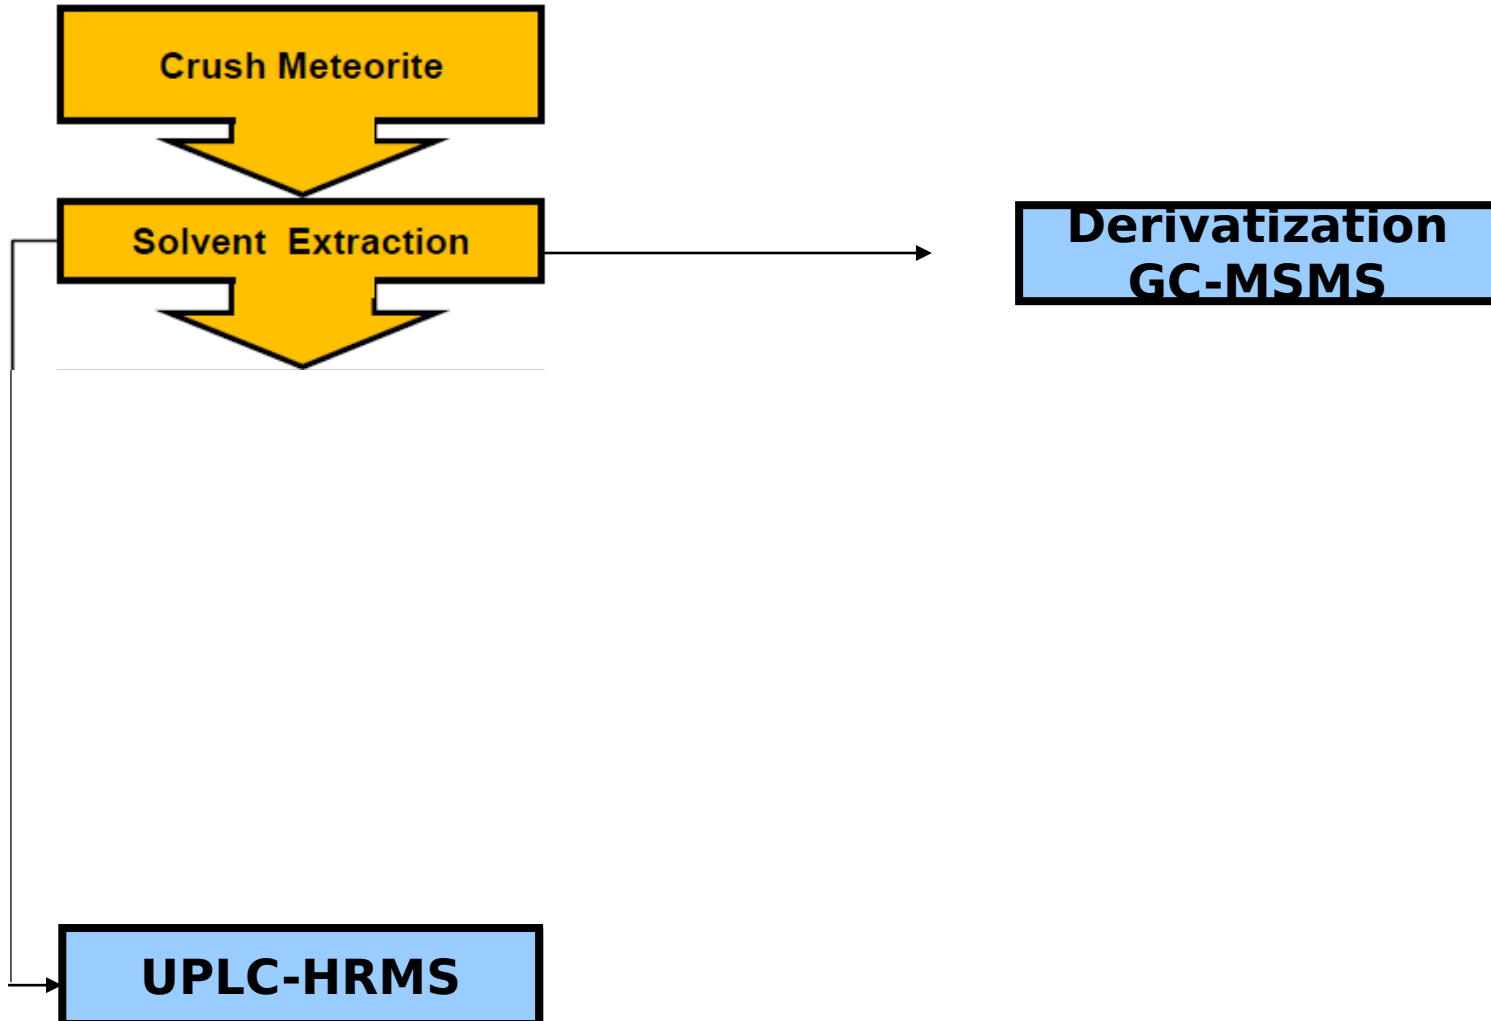 Crush Meteorite
Solvent Extraction
Derivatization
GC-MSMS
UPLC-HRMS